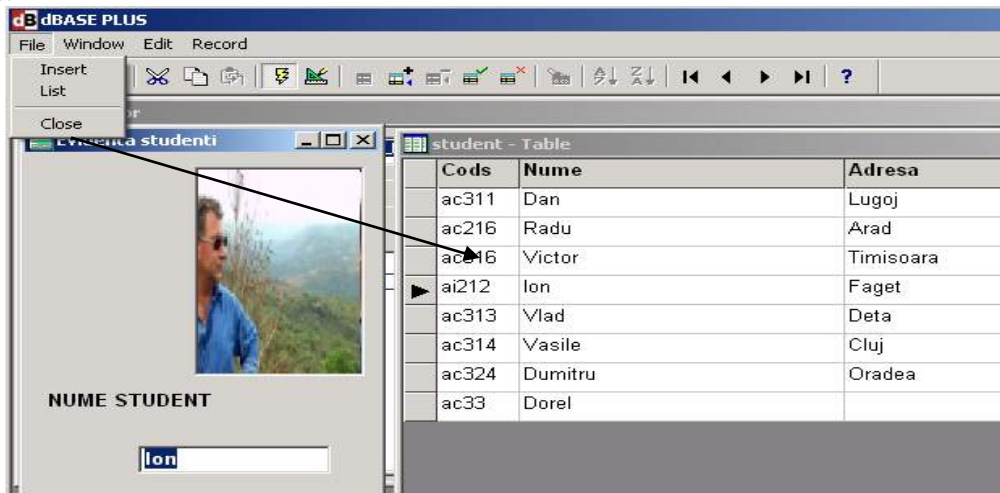 dB dBASE PLUS
File Window Edit Record
Insert
List
Close
?
Evidenta studenti
student - Table
Cods Nume Adresa
ac311 Dan Lugoj
ac216 Radu Arad
Victor Timisoara
ai212 Ion Faget
ac313 Vlad Deta
ac314 Vasile Cluj
ac324 Dumitru Oradea
ac33 Dorel
NUME STUDENT
Ion